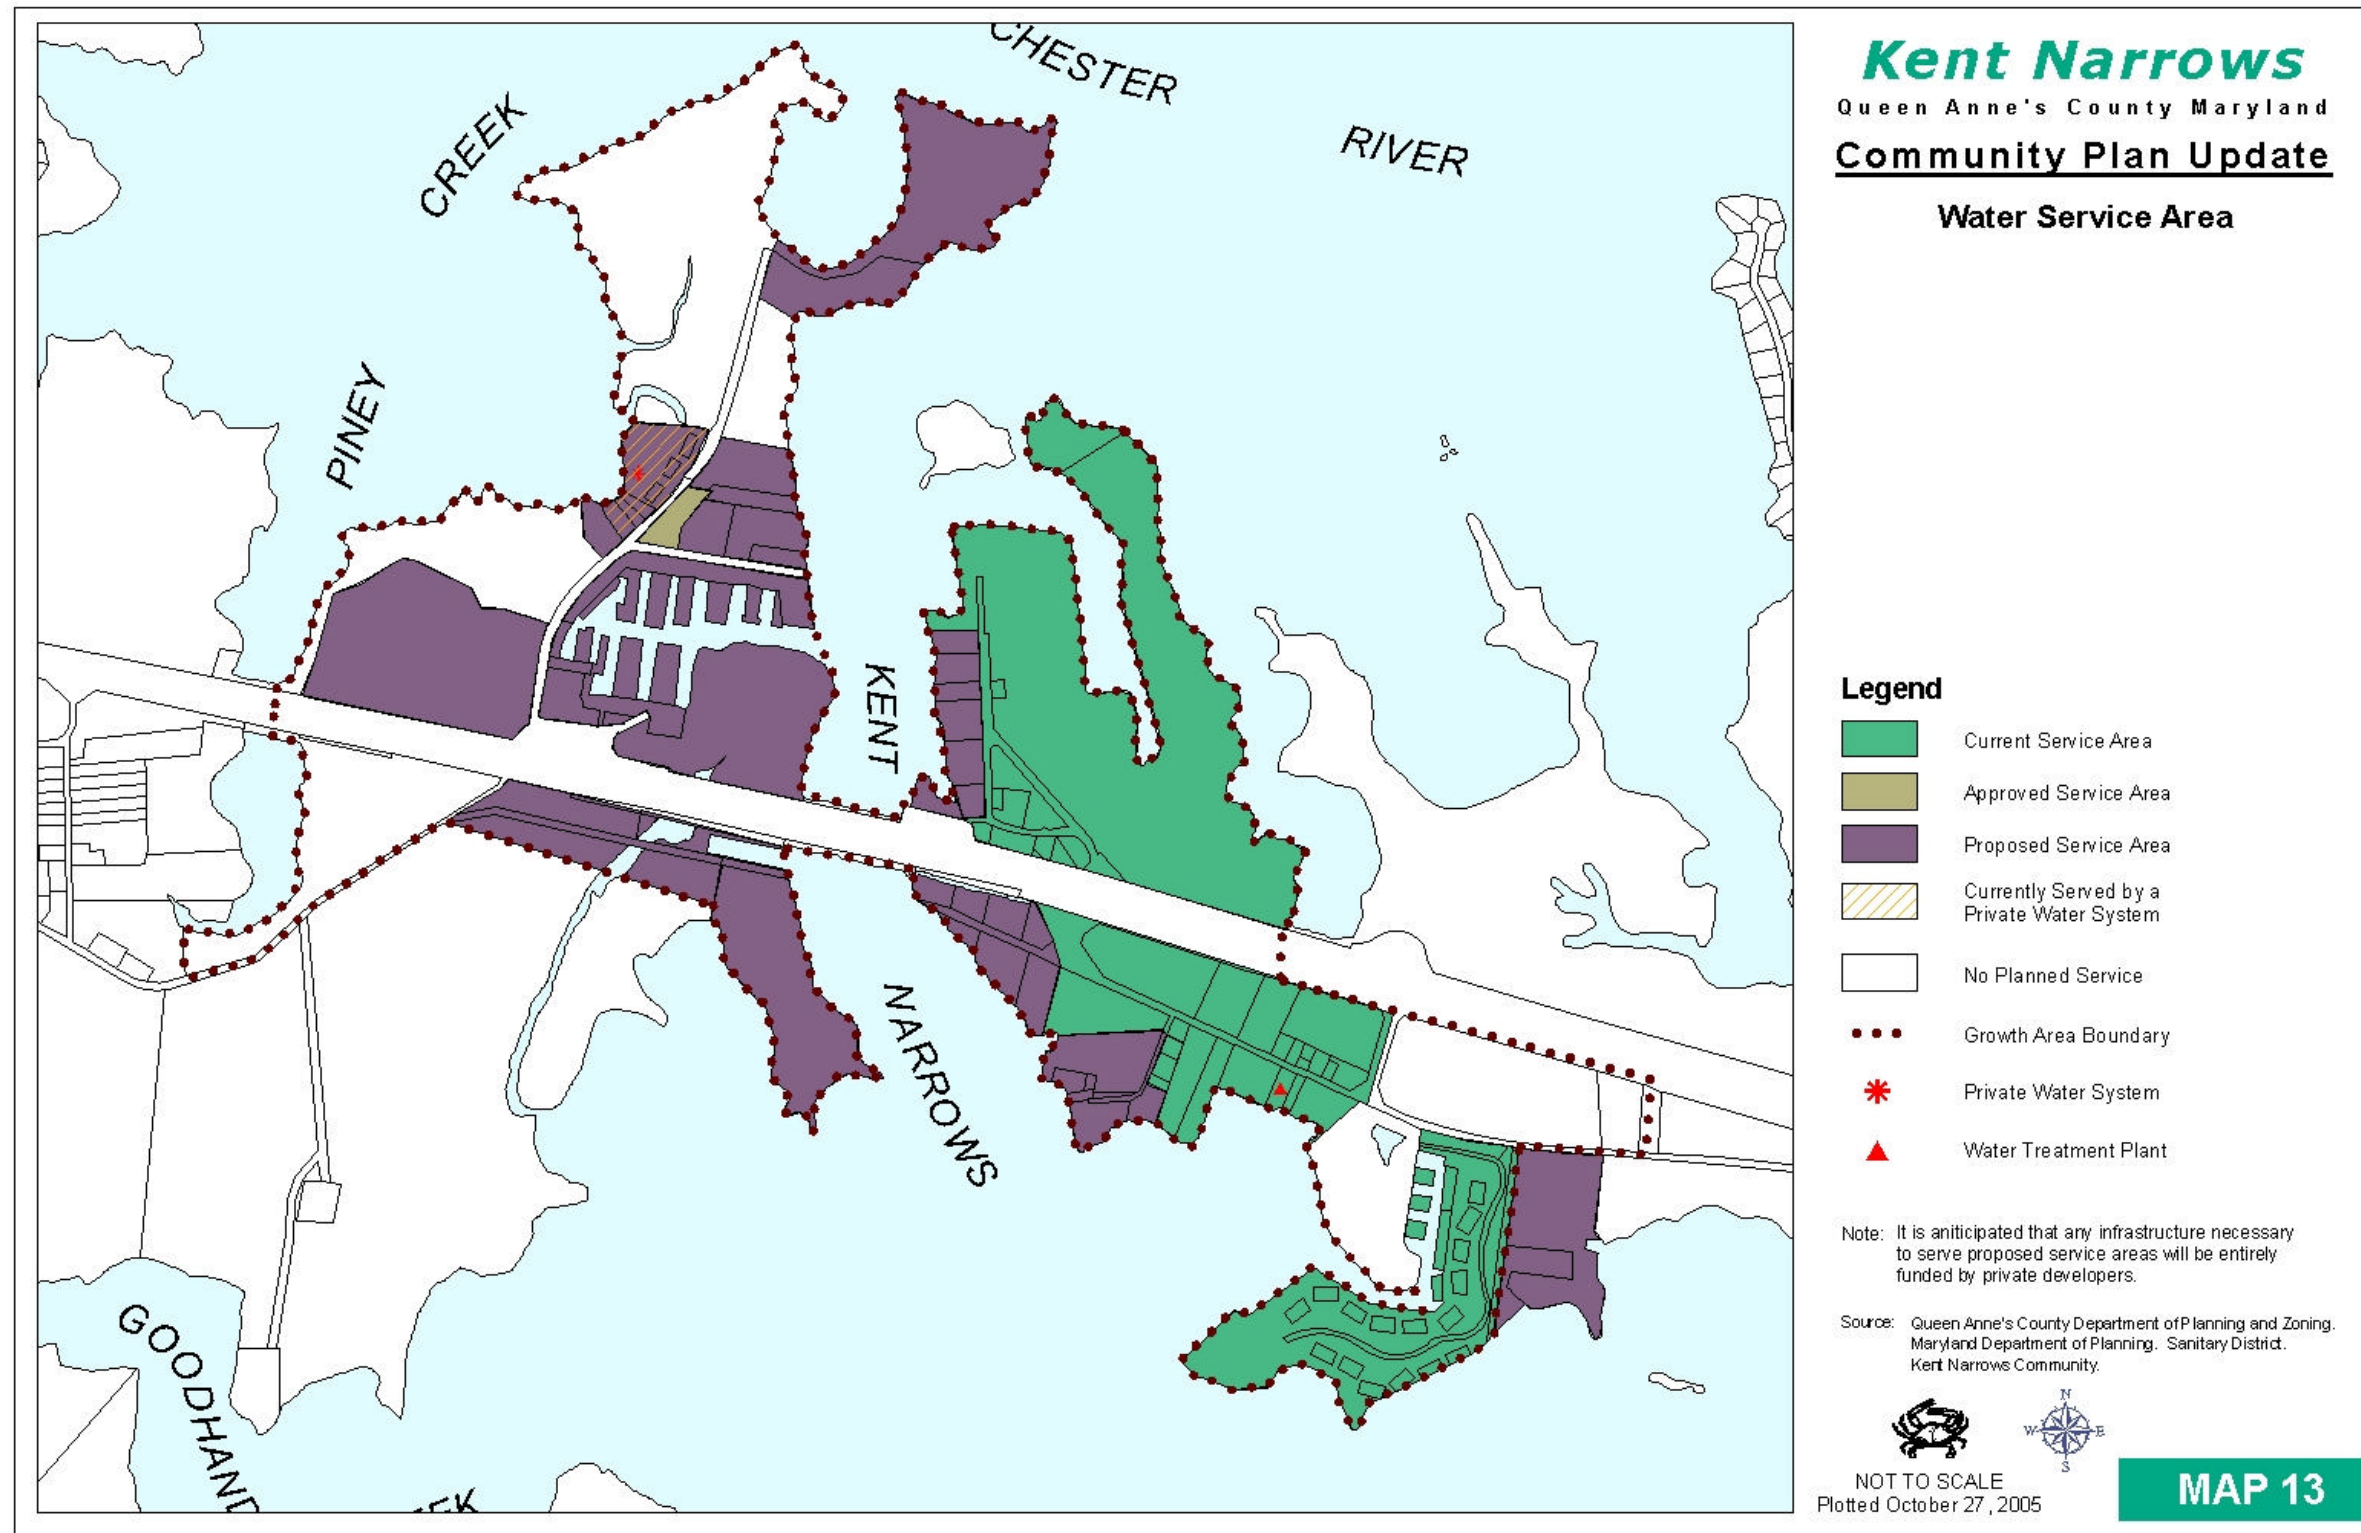 CHESTER
RIVER
CREEK
PINEY
KENT
NARROWS
GOODHAND
Kent Narrows
Queen Anne's County Maryland
Community Plan Update
Water Service Area
Legend
Current Service Area
Approved Service Area
Proposed Service Area
Currently Served by a
Private Water System
No Planned Service
Growth Area Boundary
Private Water System
Water Treatment Plant
Note: It is aniticipated that any infrastructure necessary
to serve proposed service areas will be entirely
funded by private developers.
Source: Queen Anne's County Department of Planning and Zoning.
Maryland Department of Planning. Sanitary District.
Kent Narrows Community.
N
W E
S
NOT TO SCALE
Plotted October 27, 2005
MAP 13